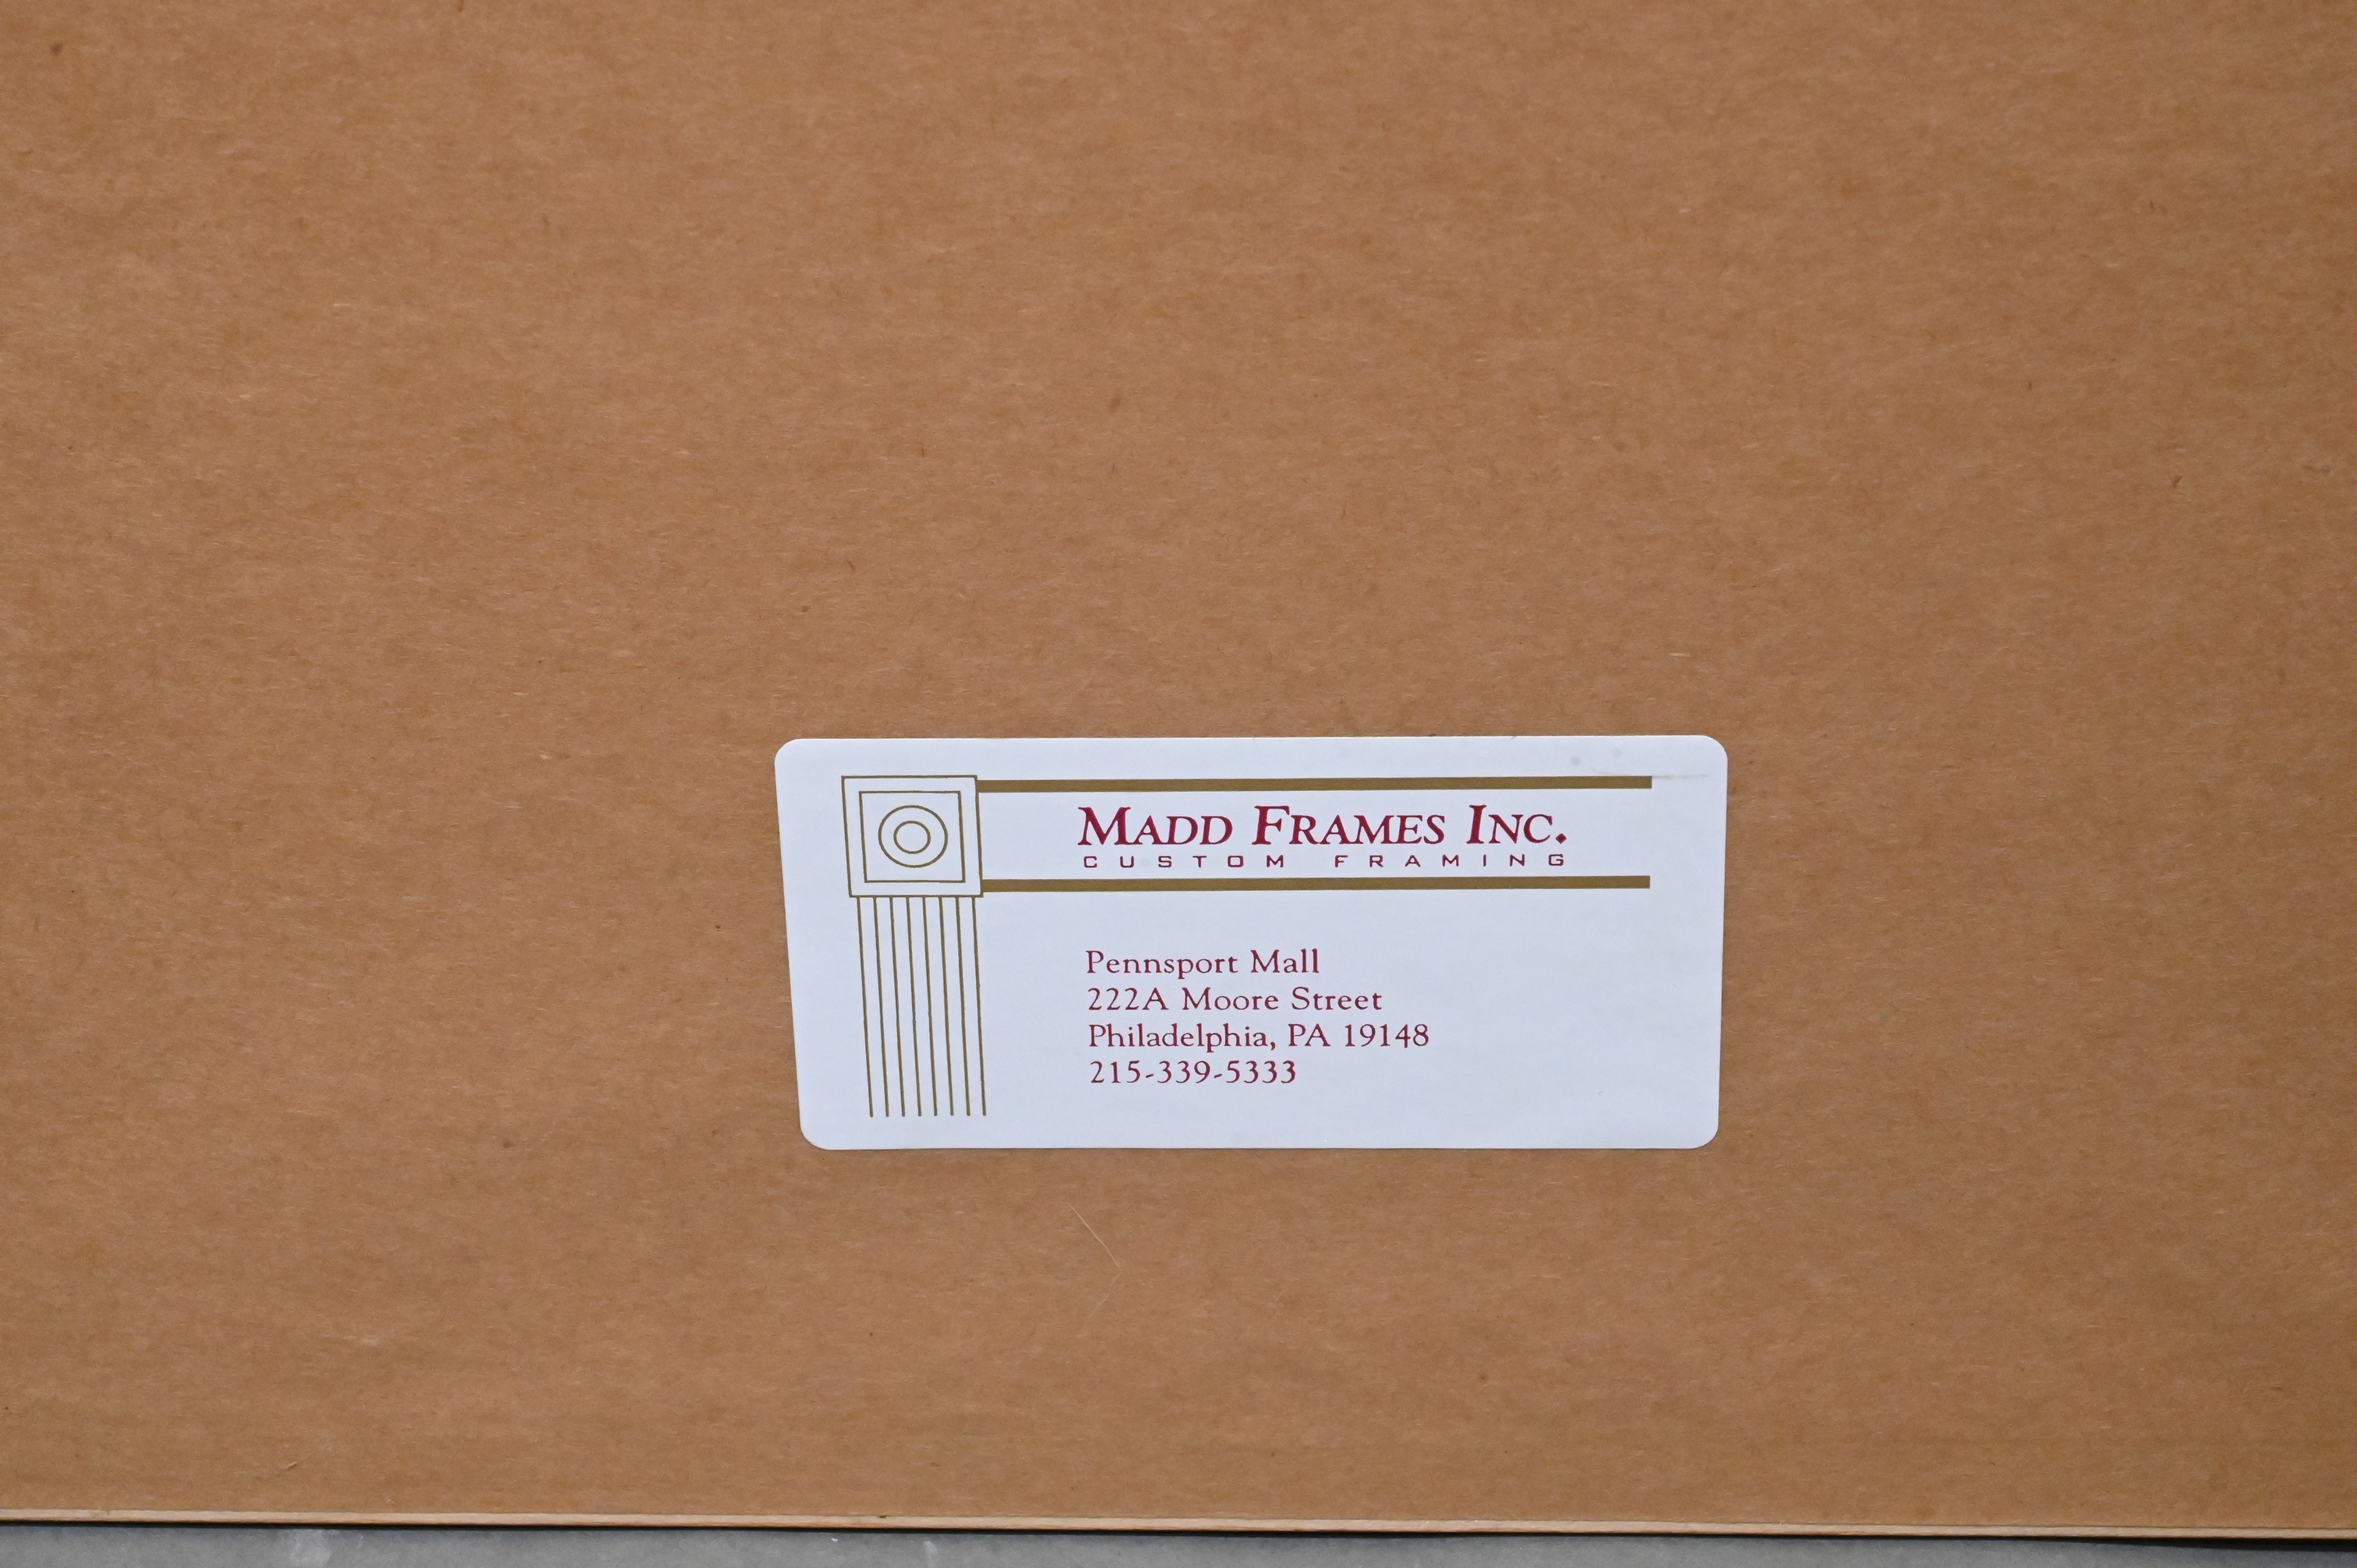 MADD FRAMES INC.
CUSTOM FRAMING
Pennsport Mall
222A Moore Street
Philadelphia, PA 19148
215-339-5333